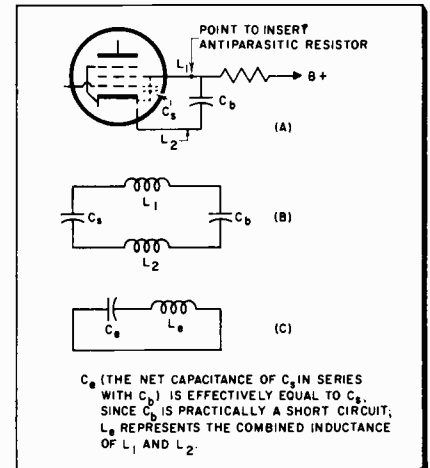 POINT TO INSERT
ANTIPARASITIC RESISTOR
L1
B+
Cs
Cb
L2
(A)
L1
Cs
Cb
(B)
L2
Ce
Le
(C)
Ce (THE NET CAPACITANCE OF Cs IN SERIES
WITH Cb) IS EFFECTIVELY EQUAL TO Cs,
SINCE Cb IS PRACTICALLY A SHORT CIRCUIT;
Le REPRESENTS THE COMBINED INDUCTANCE
OF L1 AND L2.